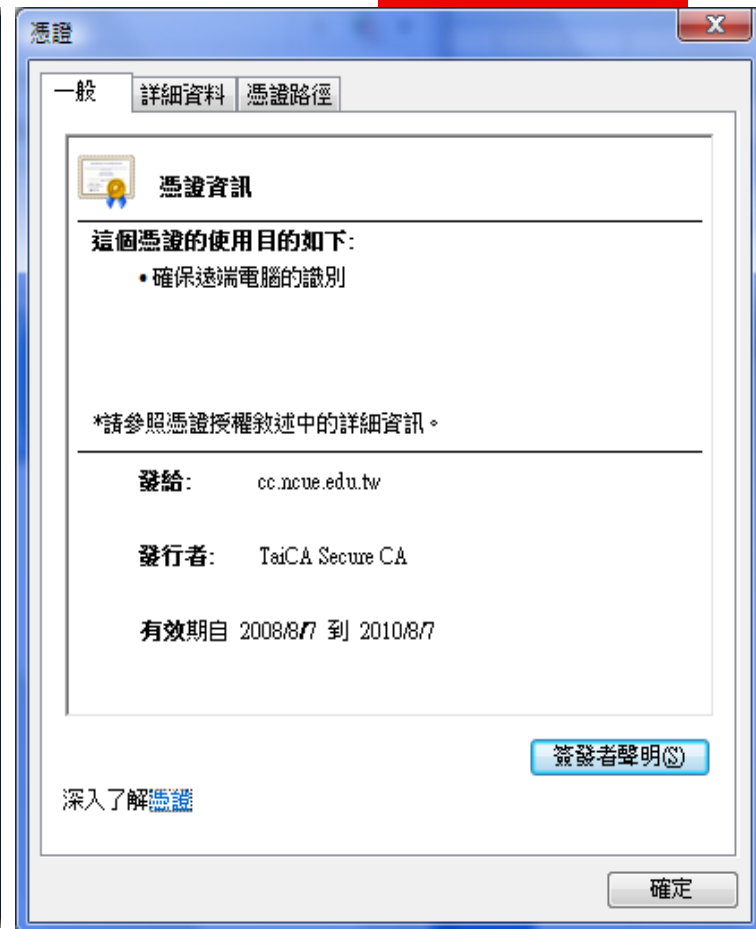 憑證
一般 詳細資料 憑證路徑
憑證資訊
這個憑證的使用目的如下:
•確保遠端電腦的識別
*請參照憑證授權敘述中的詳細資訊。
發給: cc.ncue.edu.tw
發行者: TaiCA Secure CA
有效期自 2008/8/7 到 2010/8/7
簽發者聲明(S)
深入了解憑證
確定